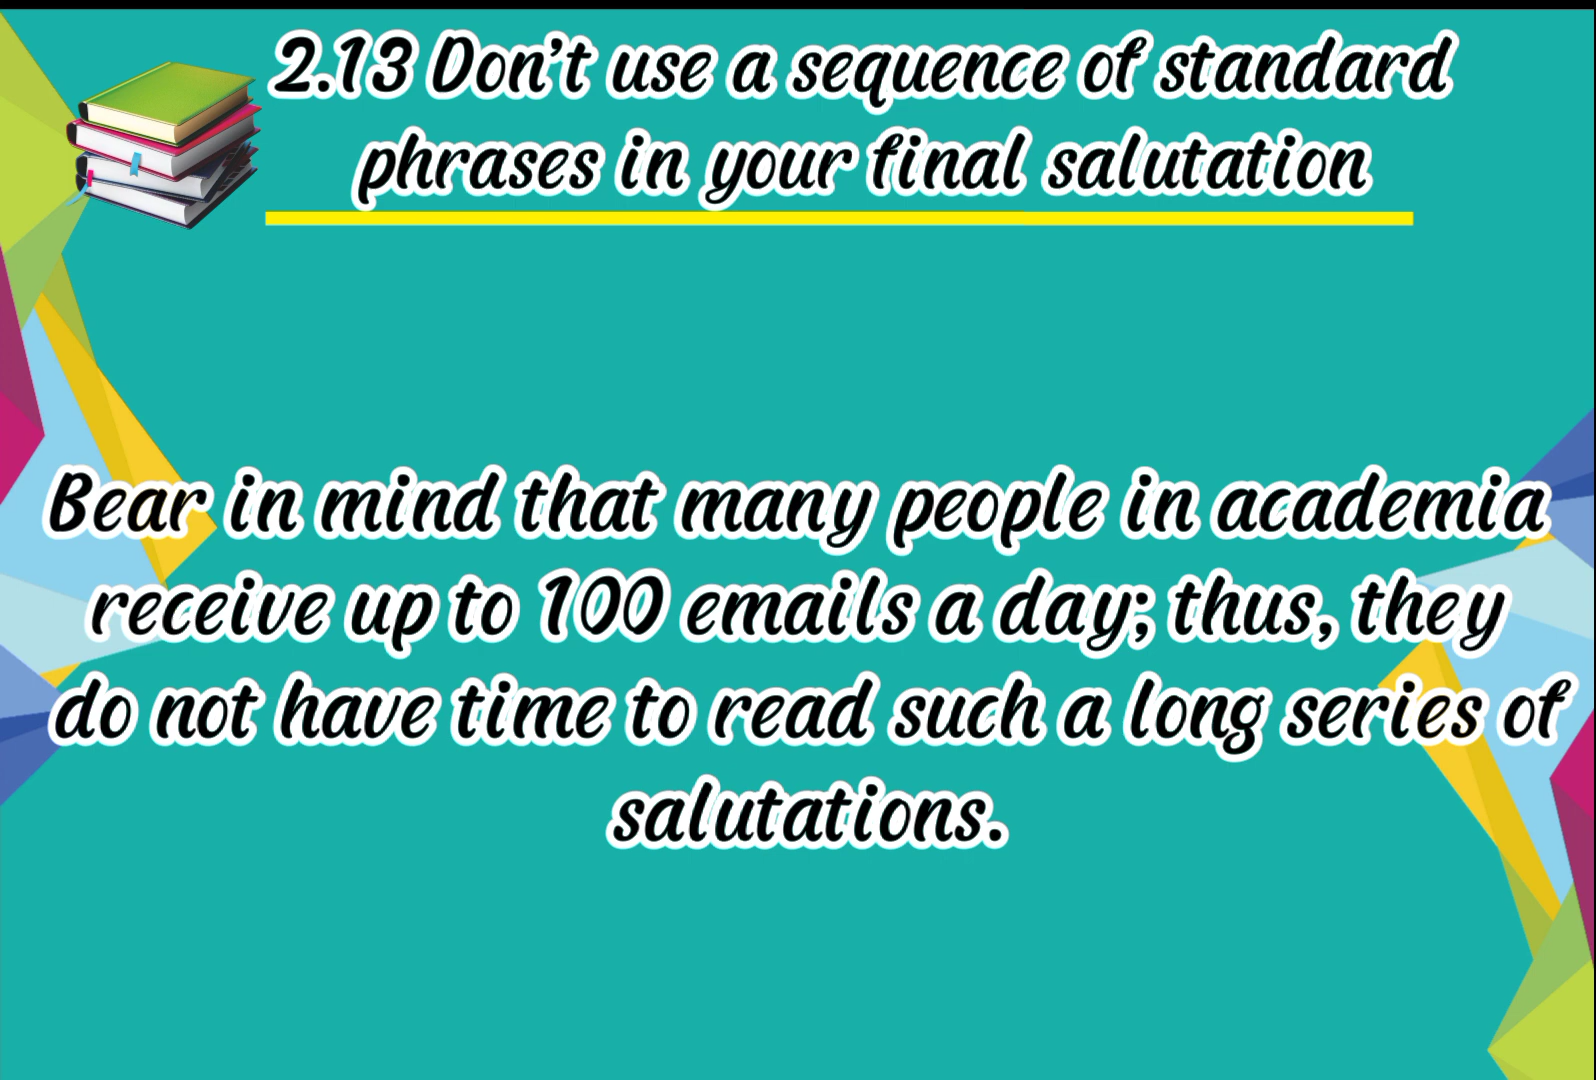 2.13 Don't use a sequence of standard
phrases in your final salutation
Bear in mind that many people in academia
receive up to 100 emails a day; thus, they
do not have time to read such a long series of
salutations.